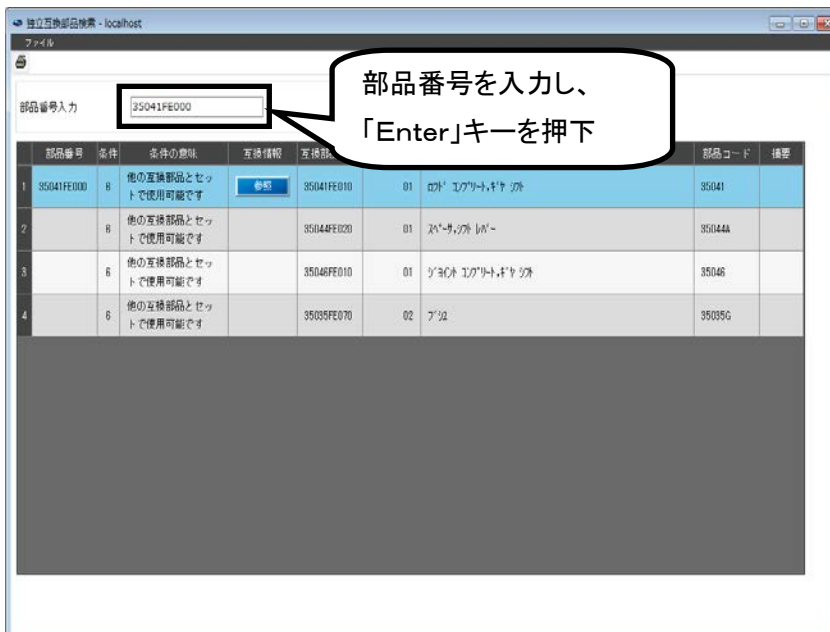 独立互換部品検索 - localhost
ファイル
部品番号を入力し、
「Enter」キーを押下
部品番号入力 35041FE000
部品番号 条件 条件の意味 互換情報 互換部 部品コード 摘要
1 35041FE000 6 他の互換部品とセッ
トで使用可能です 参照 35041FE010 01 ロツド コンプリート,ギヤ シフト 35041
2 6 他の互換部品とセッ
トで使用可能です 35044FE020 01 スペーサ,シフト レバー 35044A
3 6 他の互換部品とセッ
トで使用可能です 35046FE010 01 ジヨイント コンプリート,ギヤ シフト 35046
4 6 他の互換部品とセッ
トで使用可能です 35035FE070 02 ブシユ 35035G